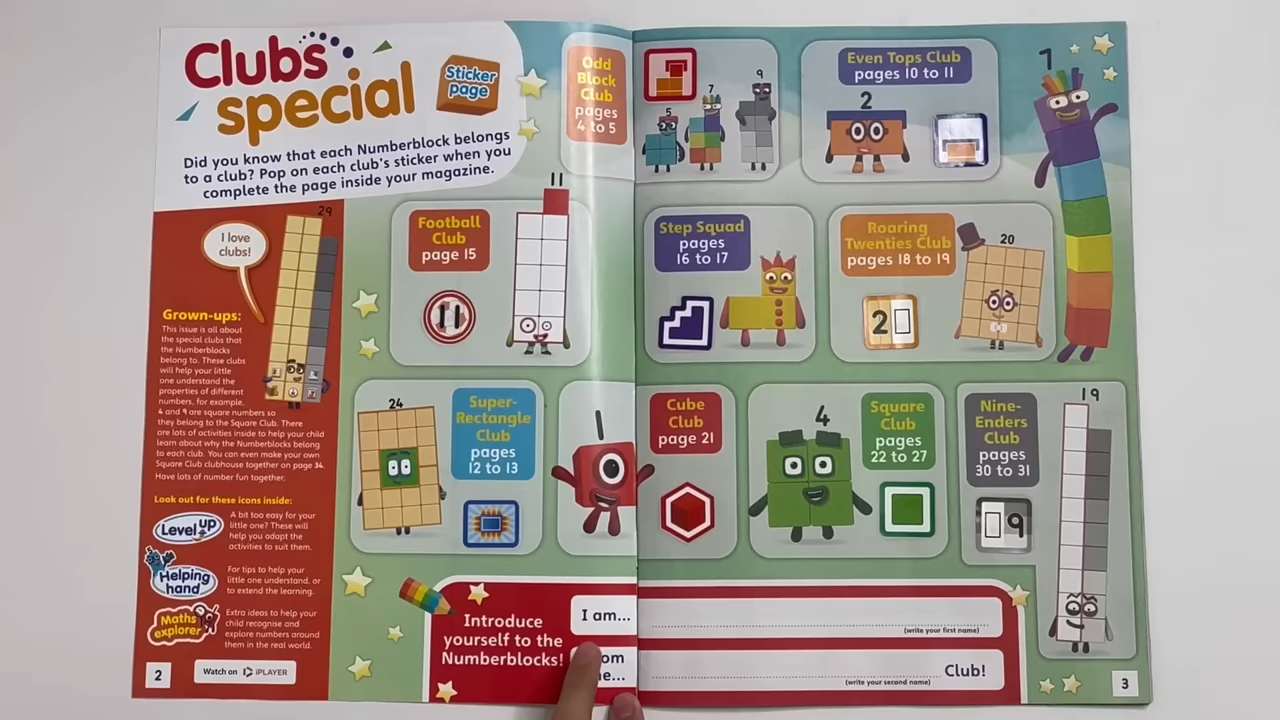 Clubs
special
Sticker
page
Did you know that each Numberblock belongs
to a club? Pop on each club's sticker when you
complete the page inside your magazine.
29
I love
clubs!
Grown-ups:
This issue is all about
the special clubs that
the Numberblocks
belong to. These clubs
will help your little
one understand the
properties of different
numbers, for example,
4 and 9 are square numbers so
they belong to the Square Club. There
are lots of activities inside to help your child
learn about why the Numberblocks belong
to each club. You can even make your own
Square Club clubhouse together on page 34.
Have lots of number fun together.
Look out for these icons inside:
Level up
A bit too easy for your
little one? These will
help you adapt the
activities to suit them.
Helping
hand
For tips to help your
little one understand, or
to extend the learning.
Maths
explorer
Extra ideas to help your
child recognise and
explore numbers around
them in the real world.
2
Watch on iPLAYER
Odd
Block
Club
pages
4 to 5
5
7
9
Even Tops Club
pages 10 to 11
2
7
Football
Club
page 15
11
11
Step Squad
pages
16 to 17
Roaring
Twenties Club
pages 18 to 19
2
20
24
Super-
Rectangle
Club
pages
12 to 13
1
Cube
Club
page 21
4
Square
Club
pages
22 to 27
Nine-
Enders
Club
pages
30 to 31
9
19
Introduce
yourself to the
Numberblocks!
I am...
(write your first name)
Club!
(write your second name)
3